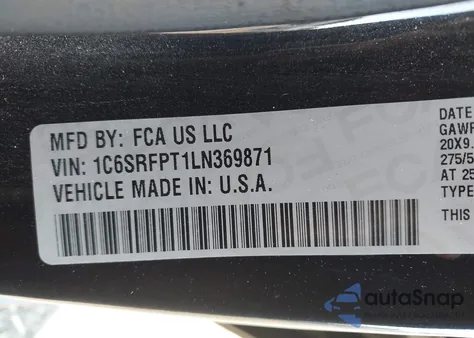 MFD BY: FCA US LLC
VIN: 1C6SRFPT1LN369871
VEHICLE MADE IN: U.S.A.
DATE
GAWR
20X9.
275/5
AT 25
TYPE
THIS
autoSnap